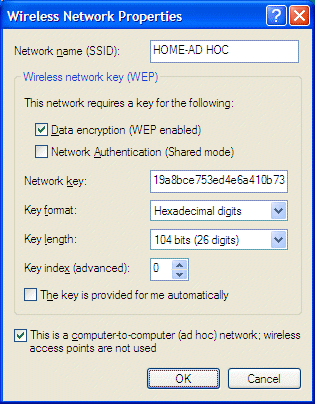 Wireless Network Properties
Network name (SSID): HOME-AD HOC
Wireless network key (WEP)
This network requires a key for the following:
Data encryption (WEP enabled)
Network Authentication (Shared mode)
Network key: 19a8bce753ed4e6a410b73
Key format: Hexadecimal digits
Key length: 104 bits (26 digits)
Key index (advanced): 0
The key is provided for me automatically
This is a computer-to-computer (ad hoc) network; wireless
access points are not used
OK Cancel